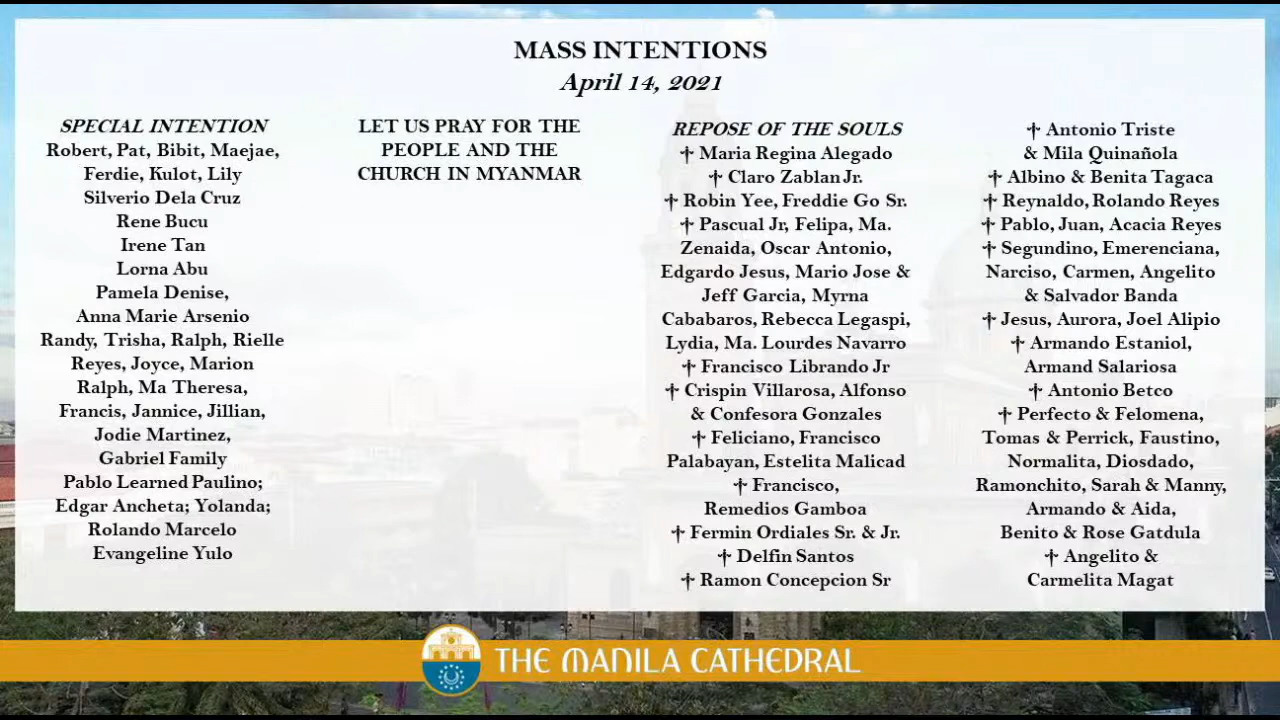 MASS INTENTIONS
April 14, 2021
SPECIAL INTENTION
Robert, Pat, Bibit, Maejae,
Ferdie, Kulot, Lily
Silverio Dela Cruz
Rene Bucu
Irene Tan
Lorna Abu
Pamela Denise,
Anna Marie Arsenio
Randy, Trisha, Ralph, Rielle
Reyes, Joyce, Marion
Ralph, Ma Theresa,
Francis, Jannice, Jillian,
Jodie Martinez,
Gabriel Family
Pablo Learned Paulino;
Edgar Ancheta; Yolanda;
Rolando Marcelo
Evangeline Yulo
LET US PRAY FOR THE
PEOPLE AND THE
CHURCH IN MYANMAR
REPOSE OF THE SOULS
✝ Maria Regina Alegado
✝ Claro Zablan Jr.
✝ Robin Yee, Freddie Go Sr.
✝ Pascual Jr, Felipa, Ma.
Zenaida, Oscar Antonio,
Edgardo Jesus, Mario Jose &
Jeff Garcia, Myrna
Cababaros, Rebecca Legaspi,
Lydia, Ma. Lourdes Navarro
✝ Francisco Librando Jr
✝ Crispin Villarosa, Alfonso
& Confesora Gonzales
✝ Feliciano, Francisco
Palabayan, Estelita Malicad
✝ Francisco,
Remedios Gamboa
✝ Fermin Ordiales Sr. & Jr.
✝ Delfin Santos
✝ Ramon Concepcion Sr
✝ Antonio Triste
& Mila Quinañola
✝ Albino & Benita Tagaca
✝ Reynaldo, Rolando Reyes
✝ Pablo, Juan, Acacia Reyes
✝ Segundino, Emerenciana,
Narciso, Carmen, Angelito
& Salvador Banda
✝ Jesus, Aurora, Joel Alipio
✝ Armando Estaniol,
Armand Salariosa
✝ Antonio Betco
✝ Perfecto & Felomena,
Tomas & Perrick, Faustino,
Normalita, Diosdado,
Ramonchito, Sarah & Manny,
Armando & Aida,
Benito & Rose Gatdula
✝ Angelito &
Carmelita Magat
THE MANILA CATHEDRAL